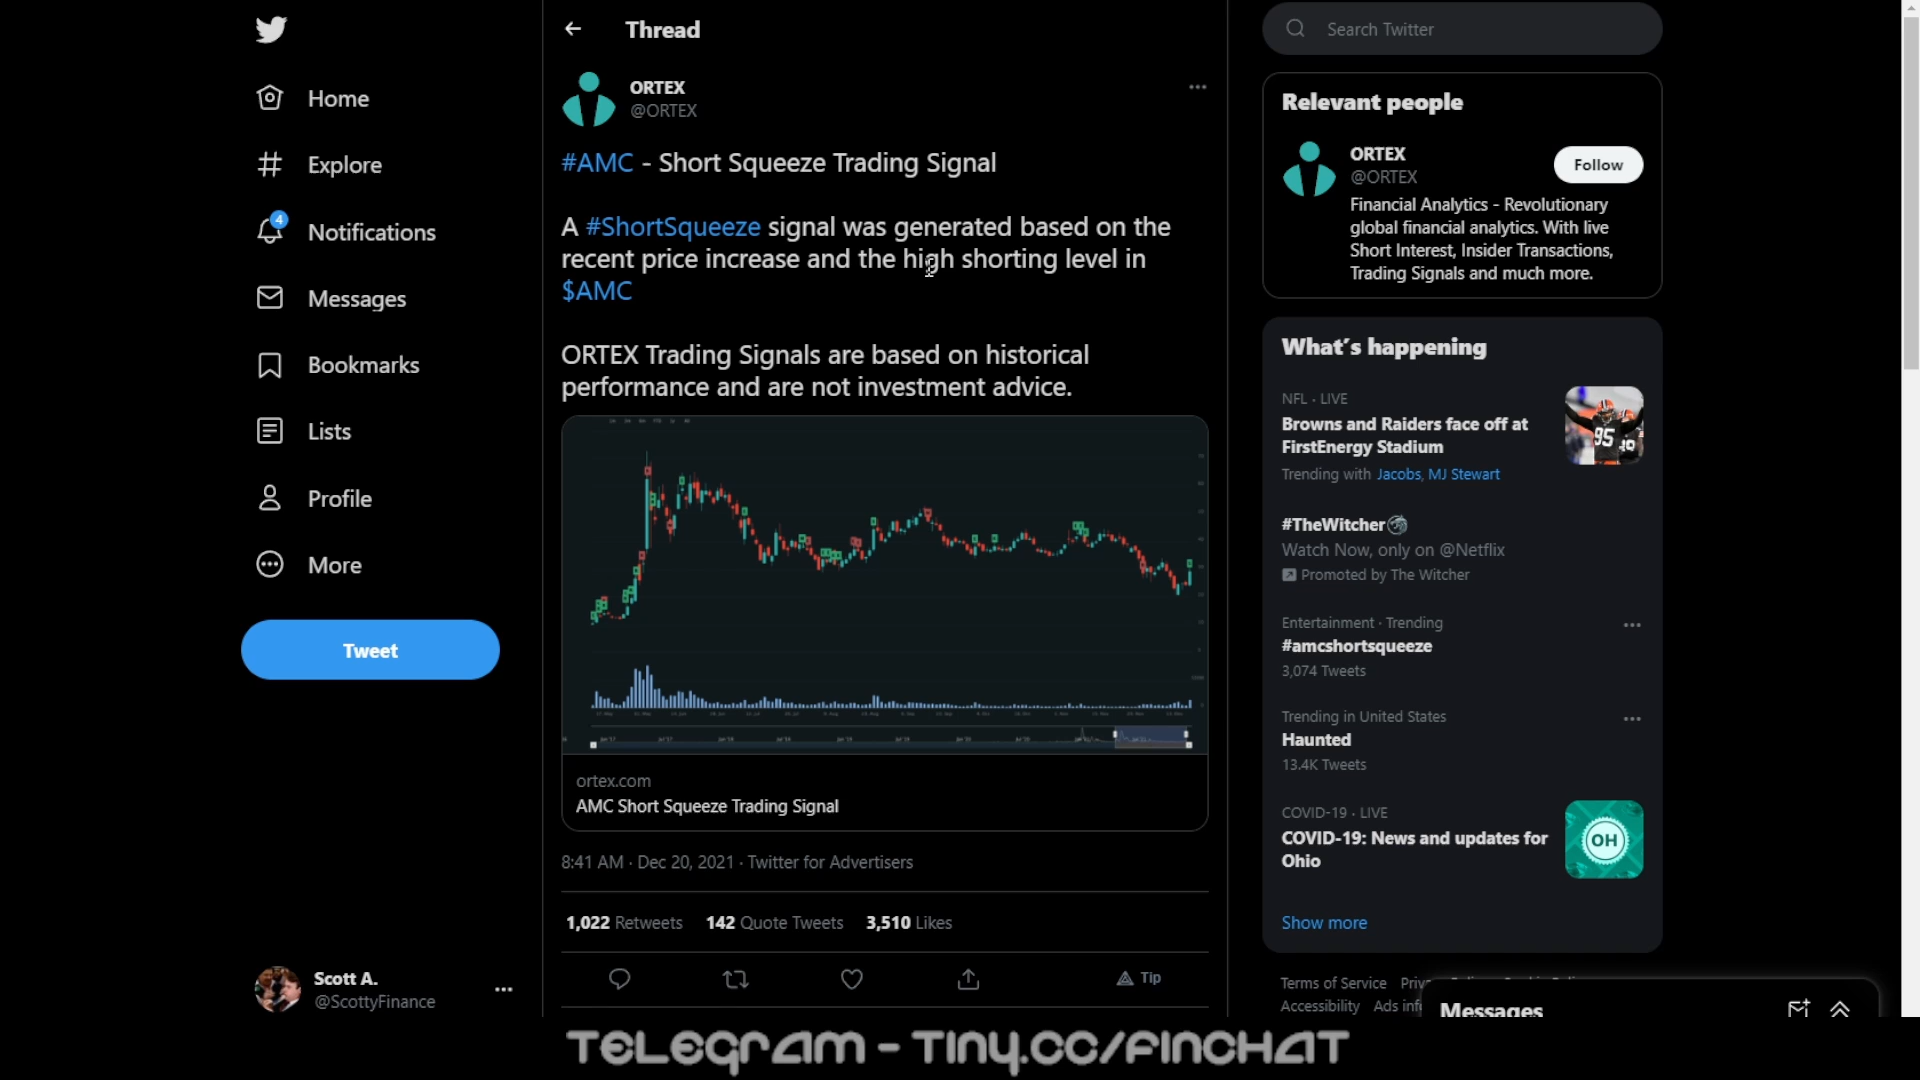 Thread
Search Twitter
Home
Explore
4
Notifications
Messages
Bookmarks
Lists
Profile
More
Tweet
Scott A.
@ScottyFinance
ORTEX
@ORTEX
#AMC - Short Squeeze Trading Signal
A #ShortSqueeze signal was generated based on the
recent price increase and the high shorting level in
$AMC
ORTEX Trading Signals are based on historical
performance and are not investment advice.
ortex.com
AMC Short Squeeze Trading Signal
8:41 AM · Dec 20, 2021 · Twitter for Advertisers
1,022 Retweets 142 Quote Tweets 3,510 Likes
Tip
Relevant people
ORTEX
@ORTEX
Follow
Financial Analytics - Revolutionary
global financial analytics. With live
Short Interest, Insider Transactions,
Trading Signals and much more.
What's happening
NFL · LIVE
Browns and Raiders face off at
FirstEnergy Stadium
Trending with Jacobs, MJ Stewart
95
#TheWitcher
Watch Now, only on @Netflix
Promoted by The Witcher
Entertainment · Trending
#amcshortsqueeze
3,074 Tweets
Trending in United States
Haunted
13.4K Tweets
COVID-19 · LIVE
COVID-19: News and updates for
Ohio
OH
Show more
Terms of Service
Accessibility Ads
Messages
TELEGRAM - TINY.CC/FINCHAT